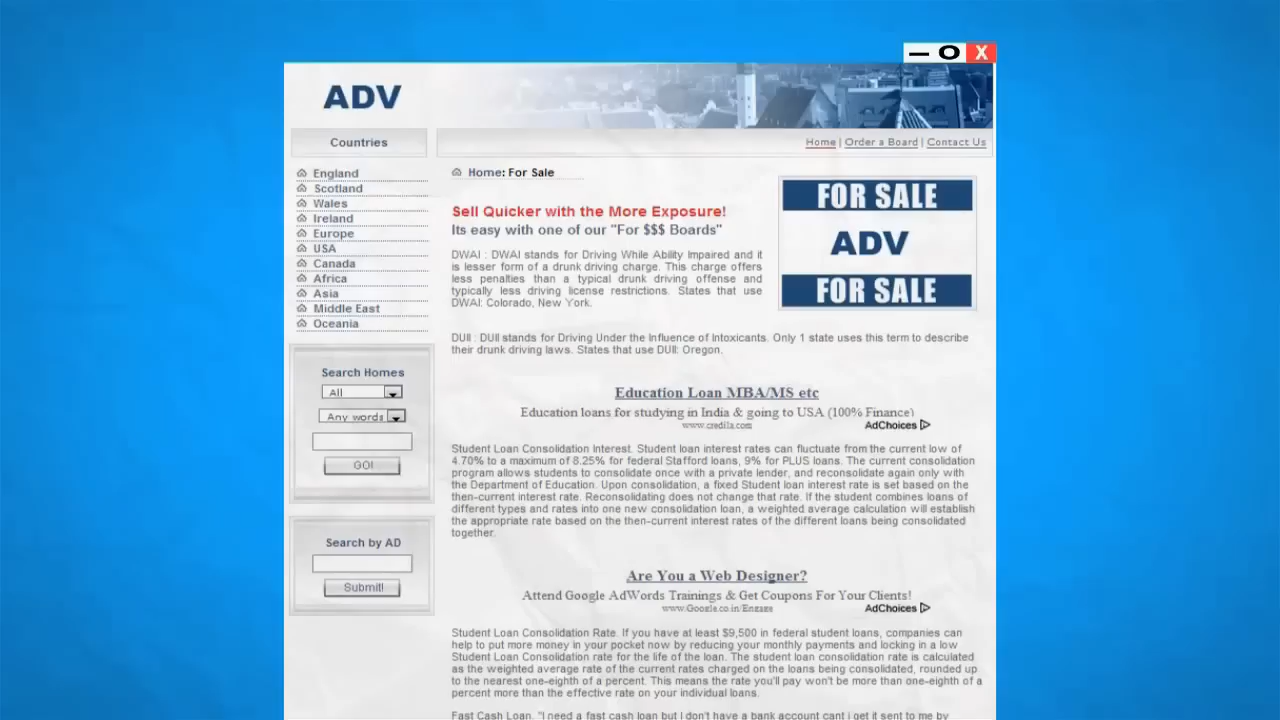 — O X
ADV
Countries
Home | Order a Board | Contact Us
England
Scotland
Wales
Ireland
Europe
USA
Canada
Africa
Asia
Middle East
Oceania
Search Homes
All
Any words
GO!
Search by AD
Submit!
Home: For Sale
Sell Quicker with the More Exposure!
Its easy with one of our "For $$$ Boards"
FOR SALE
ADV
FOR SALE
DWAI : DWAI stands for Driving While Ability Impaired and it
is lesser form of a drunk driving charge. This charge offers
less penalties than a typical drunk driving offense and
typically less driving license restrictions. States that use
DWAI: Colorado, New York.
DUII : DUII stands for Driving Under the Influence of Intoxicants. Only 1 state uses this term to describe
their drunk driving laws. States that use DUII: Oregon.
Education Loan MBA/MS etc
Education loans for studying in India & going to USA (100% Finance)
www.credila.com
AdChoices
Student Loan Consolidation Interest. Student loan interest rates can fluctuate from the current low of
4.70% to a maximum of 8.25% for federal Stafford loans, 9% for PLUS loans. The current consolidation
program allows students to consolidate once with a private lender, and reconsolidate again only with
the Department of Education. Upon consolidation, a fixed Student loan interest rate is set based on the
then-current interest rate. Reconsolidating does not change that rate. If the student combines loans of
different types and rates into one new consolidation loan, a weighted average calculation will establish
the appropriate rate based on the then-current interest rates of the different loans being consolidated
together.
Are You a Web Designer?
Attend Google AdWords Trainings & Get Coupons For Your Clients!
www.Google.co.in/Engage
AdChoices
Student Loan Consolidation Rate. If you have at least $9,500 in federal student loans, companies can
help to put more money in your pocket now by reducing your monthly payments and locking in a low
Student Loan Consolidation rate for the life of the loan. The student loan consolidation rate is calculated
as the weighted average rate of the current rates charged on the loans being consolidated, rounded up
to the nearest one-eighth of a percent. This means the rate you'll pay won't be more than one-eighth of a
percent more than the effective rate on your individual loans.
Fast Cash Loan. "I need a fast cash loan but I don't have a bank account cant i get it sent to me by